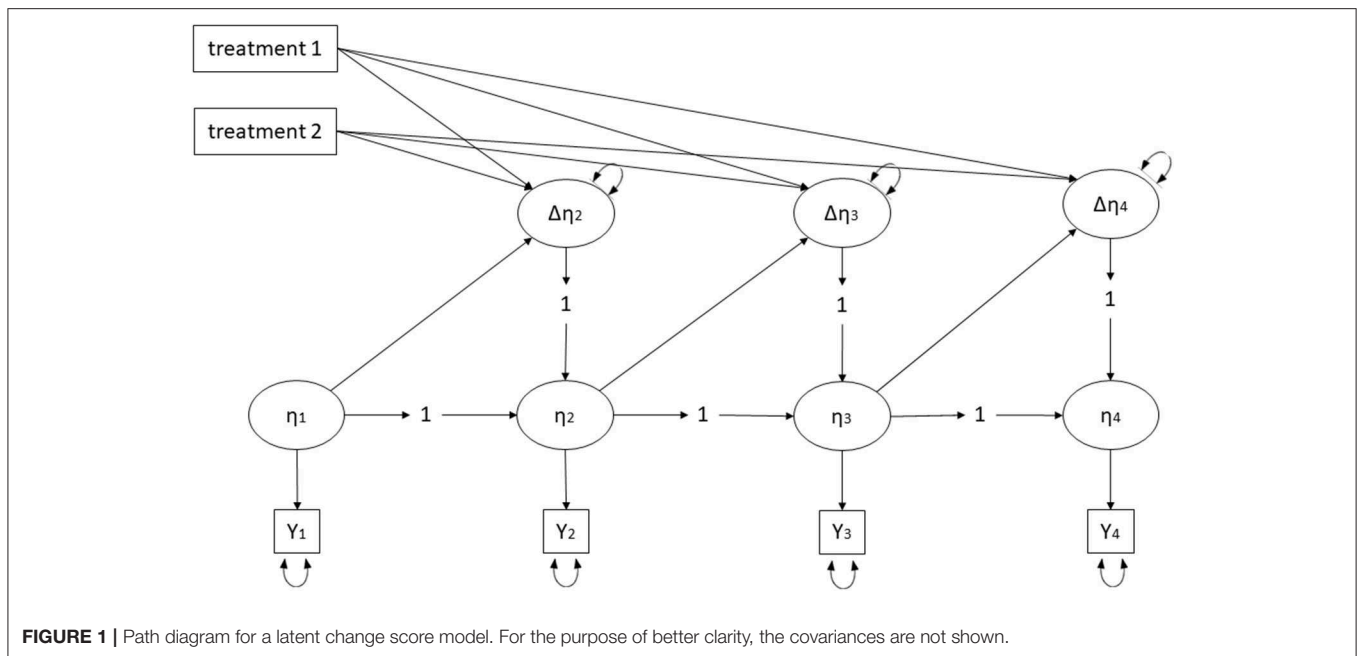 treatment 1
treatment 2
Δη2
Δη3
Δη4
1
1
1
η1
1
η2
1
η3
1
η4
Y1
Y2
Y3
Y4
FIGURE 1 | Path diagram for a latent change score model. For the purpose of better clarity, the covariances are not shown.